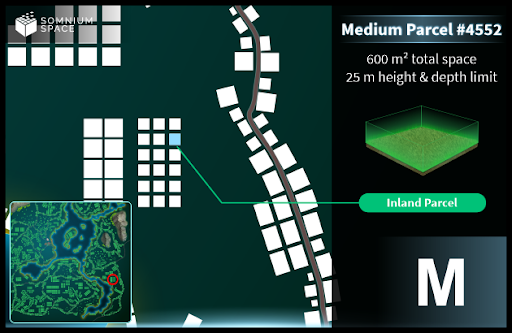 SOMNIUM
SPACE
Medium Parcel #4552
600 m² total space
25 m height & depth limit
Inland Parcel
M